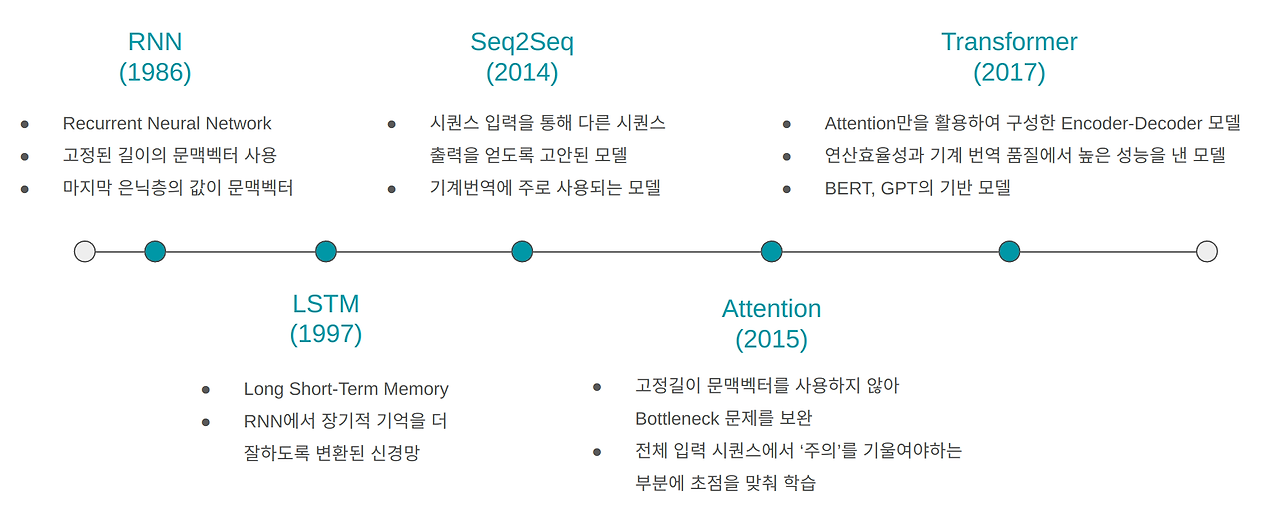 RNN
(1986)
Recurrent Neural Network
고정된 길이의 문맥벡터 사용
마지막 은닉층의 값이 문맥벡터
Seq2Seq
(2014)
시퀀스 입력을 통해 다른 시퀀스
출력을 얻도록 고안된 모델
기계번역에 주로 사용되는 모델
Transformer
(2017)
Attention만을 활용하여 구성한 Encoder-Decoder 모델
연산효율성과 기계 번역 품질에서 높은 성능을 낸 모델
BERT, GPT의 기반 모델
LSTM
(1997)
Long Short-Term Memory
RNN에서 장기적 기억을 더
잘하도록 변환된 신경망
Attention
(2015)
고정길이 문맥벡터를 사용하지 않아
Bottleneck 문제를 보완
전체 입력 시퀀스에서 ‘주의’를 기울여야하는
부분에 초점을 맞춰 학습